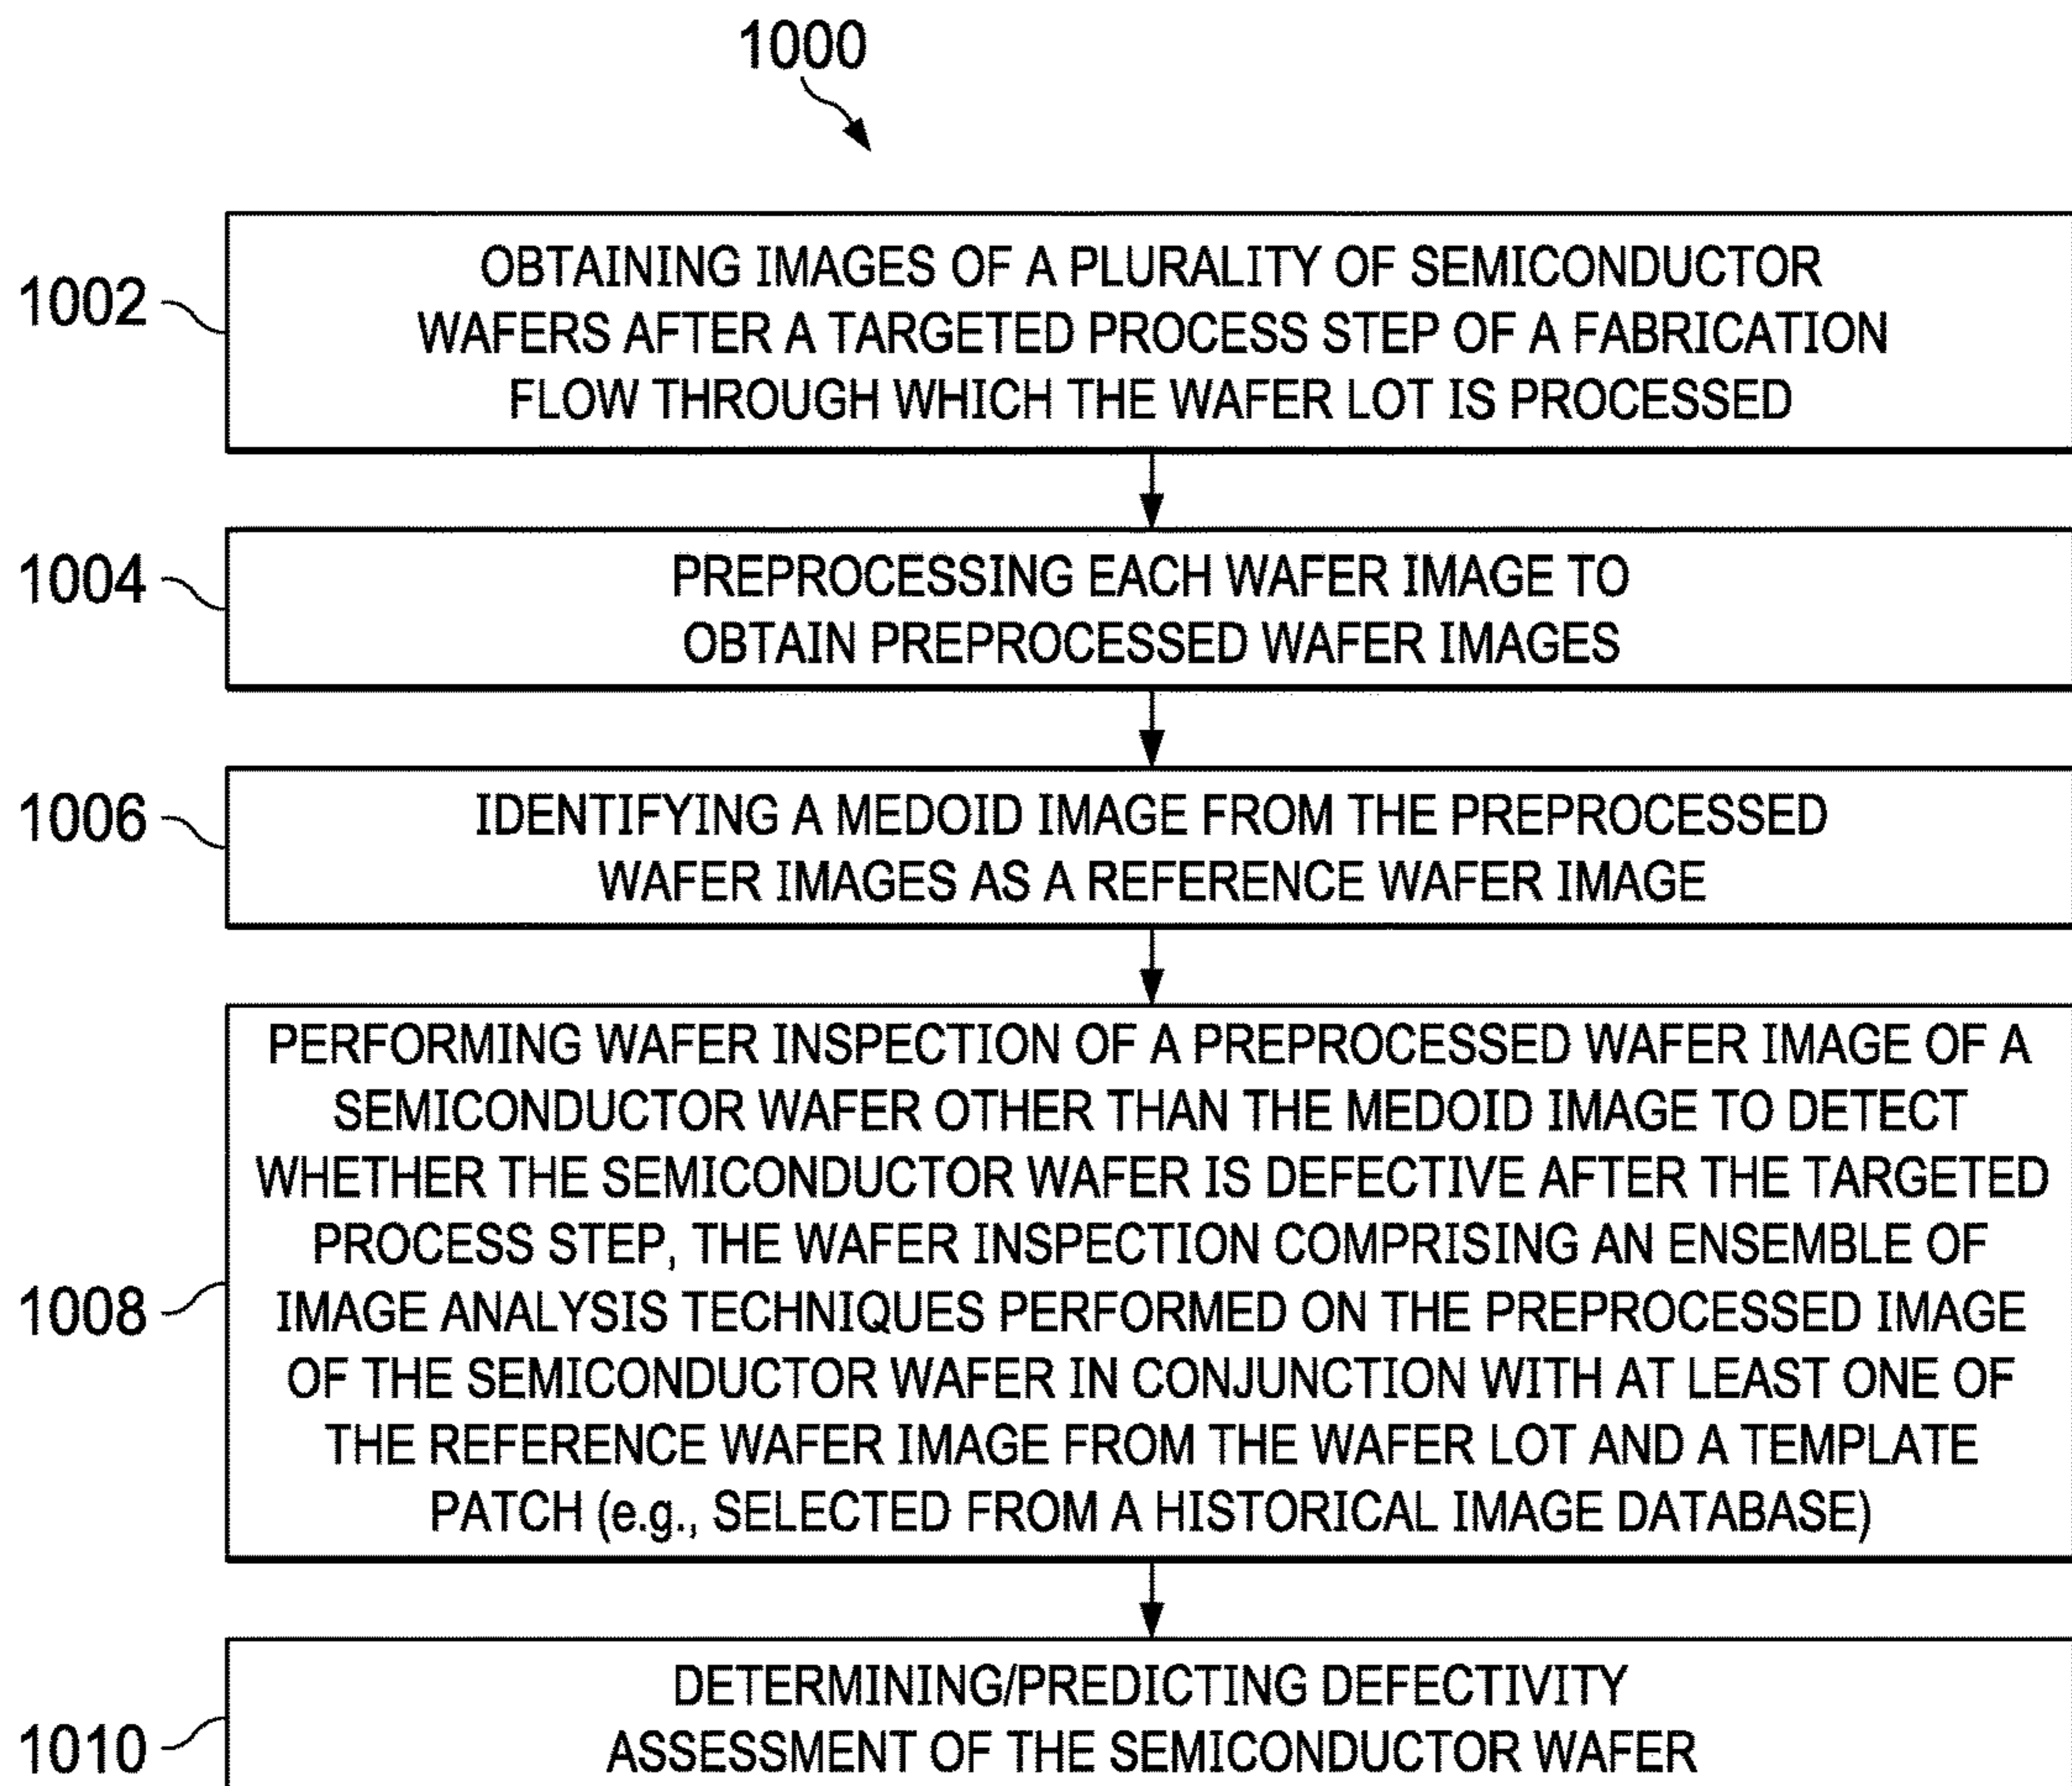 1000
1002
OBTAINING IMAGES OF A PLURALITY OF SEMICONDUCTOR
WAFERS AFTER A TARGETED PROCESS STEP OF A FABRICATION
FLOW THROUGH WHICH THE WAFER LOT IS PROCESSED
1004
PREPROCESSING EACH WAFER IMAGE TO
OBTAIN PREPROCESSED WAFER IMAGES
1006
IDENTIFYING A MEDOID IMAGE FROM THE PREPROCESSED
WAFER IMAGES AS A REFERENCE WAFER IMAGE
1008
PERFORMING WAFER INSPECTION OF A PREPROCESSED WAFER IMAGE OF A
SEMICONDUCTOR WAFER OTHER THAN THE MEDOID IMAGE TO DETECT
WHETHER THE SEMICONDUCTOR WAFER IS DEFECTIVE AFTER THE TARGETED
PROCESS STEP, THE WAFER INSPECTION COMPRISING AN ENSEMBLE OF
IMAGE ANALYSIS TECHNIQUES PERFORMED ON THE PREPROCESSED IMAGE
OF THE SEMICONDUCTOR WAFER IN CONJUNCTION WITH AT LEAST ONE OF
THE REFERENCE WAFER IMAGE FROM THE WAFER LOT AND A TEMPLATE
PATCH (e.g., SELECTED FROM A HISTORICAL IMAGE DATABASE)
1010
DETERMINING/PREDICTING DEFECTIVITY
ASSESSMENT OF THE SEMICONDUCTOR WAFER